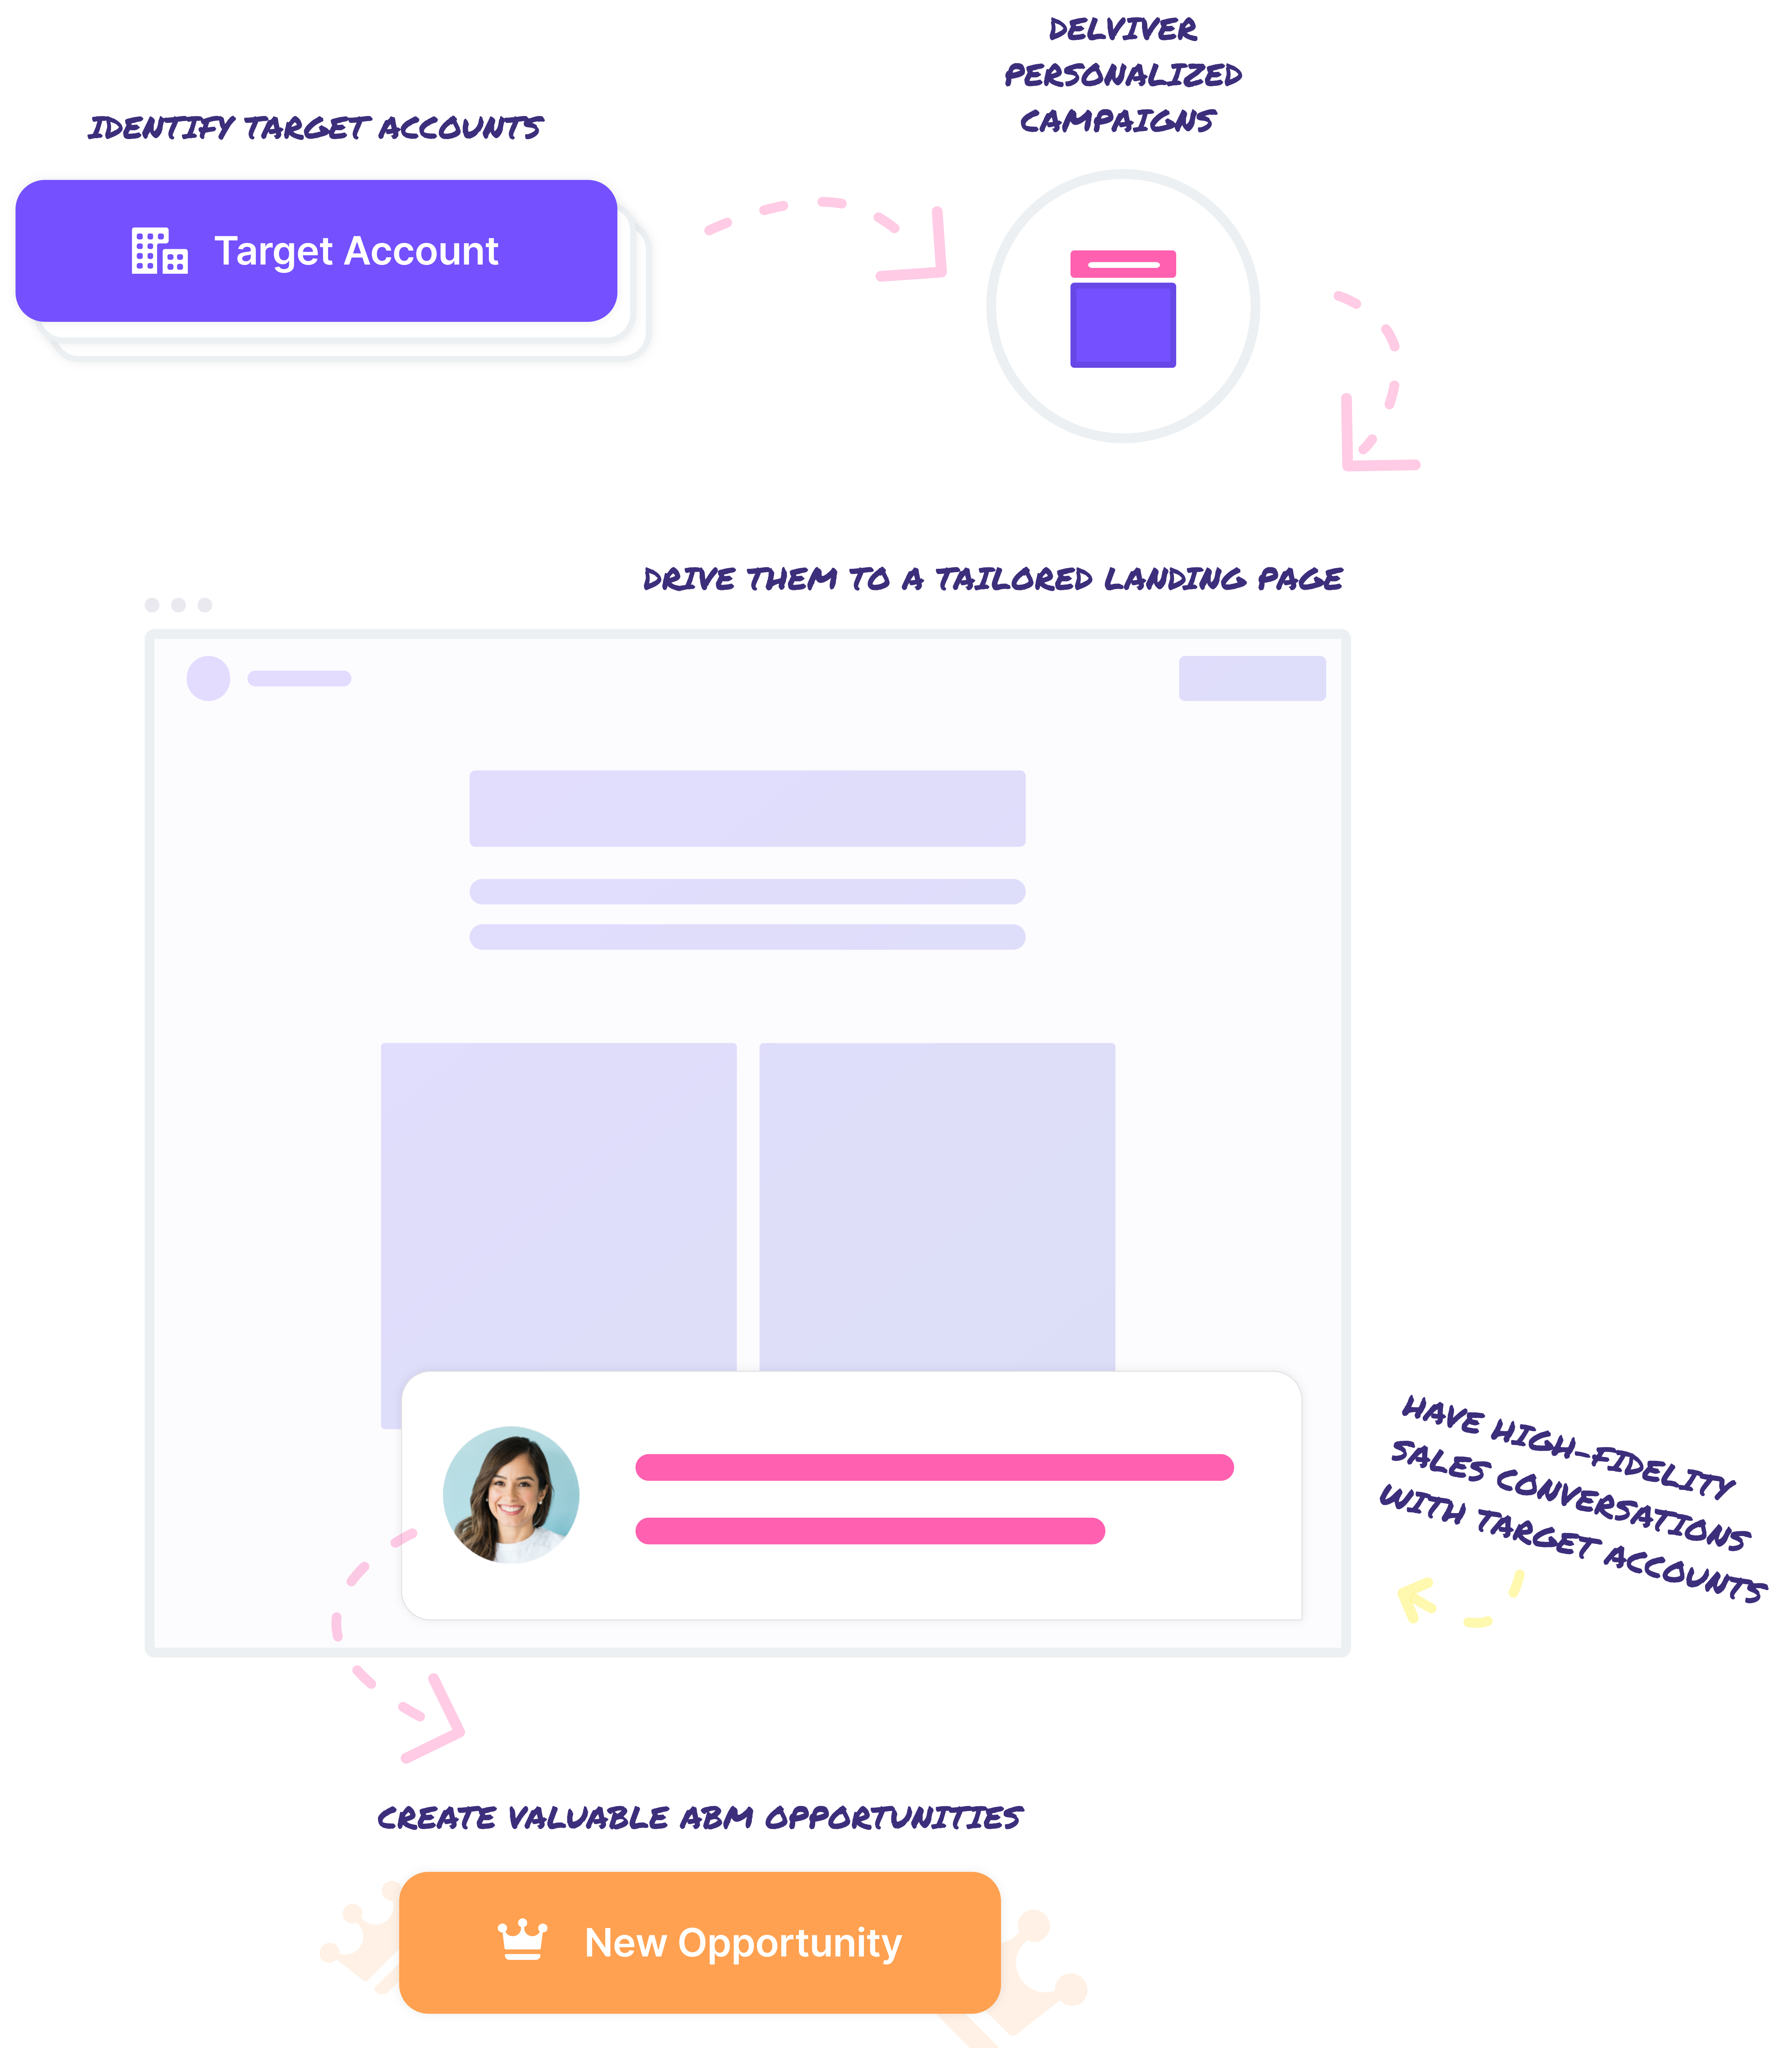 DELVIVER
PERSONALIZED
CAMPAIGNS
IDENTIFY TARGET ACCOUNTS
Target Account
DRIVE THEM TO A TAILORED LANDING PAGE
HAVE HIGH-FIDELITY
SALES CONVERSATIONS
WITH TARGET ACCOUNTS
CREATE VALUABLE ABM OPPORTUNITIES
New Opportunity